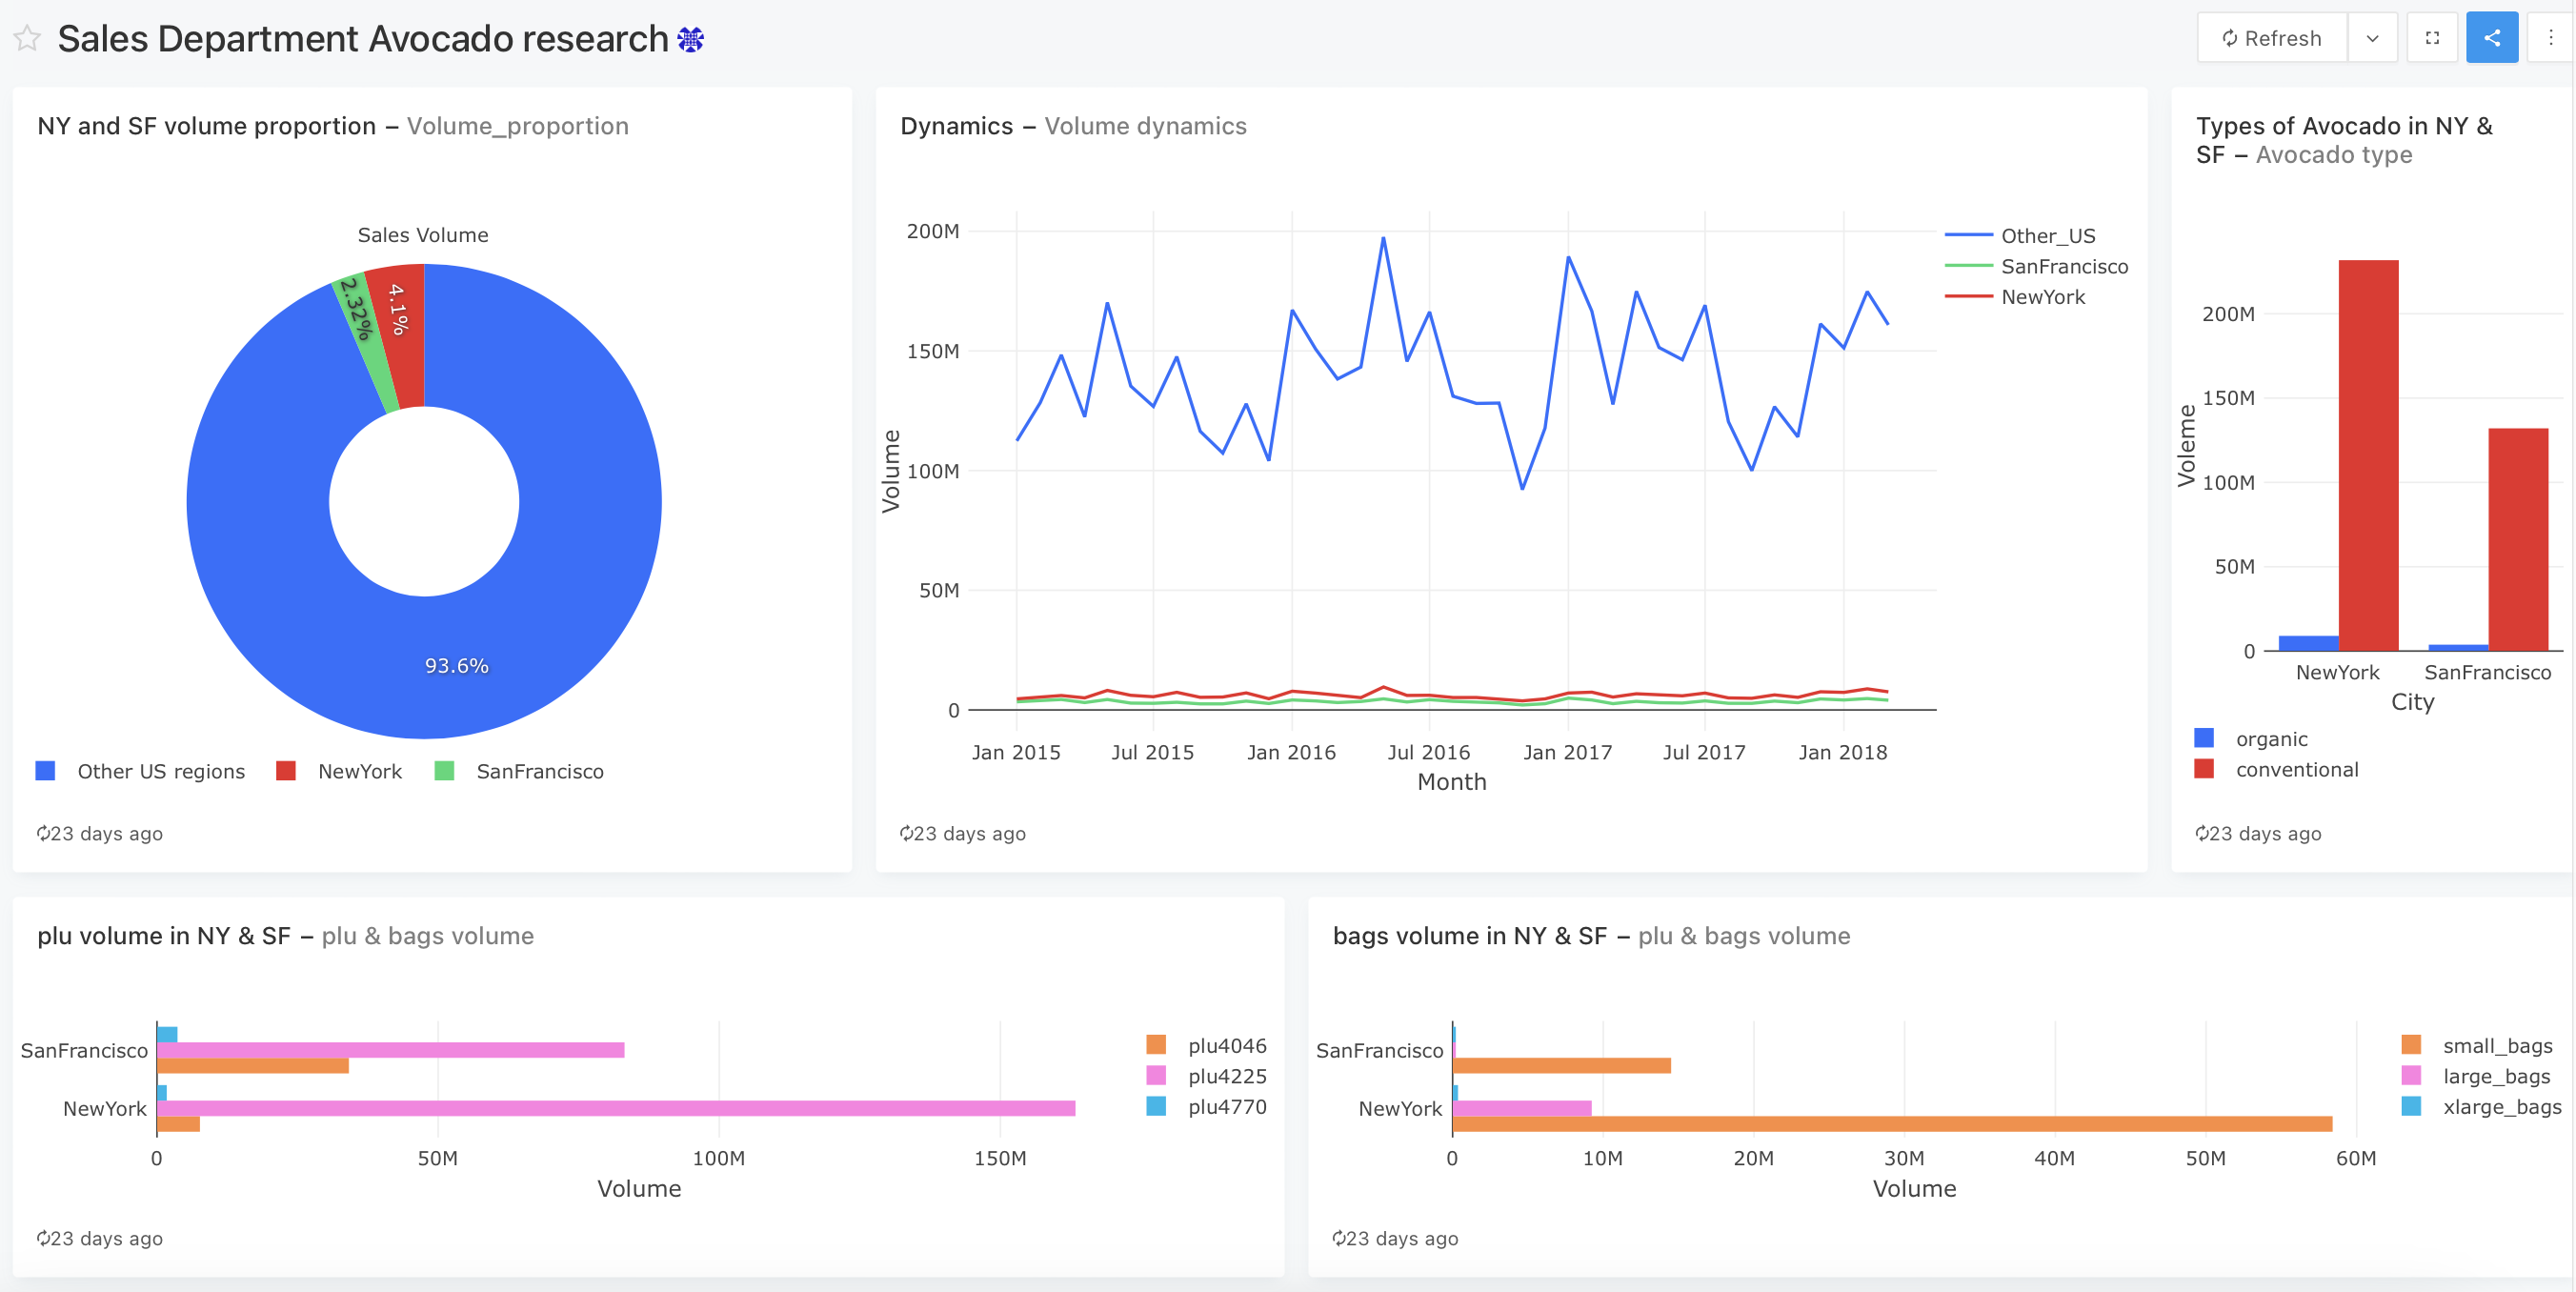 Sales Department Avocado research
Refresh
NY and SF volume proportion – Volume_proportion
Sales Volume
2.32%
4.1%
93.6%
Other US regions
NewYork
SanFrancisco
23 days ago
Dynamics – Volume dynamics
200M
150M
100M
50M
0
Volume
Jan 2015
Jul 2015
Jan 2016
Jul 2016
Jan 2017
Jul 2017
Jan 2018
Month
Other_US
SanFrancisco
NewYork
23 days ago
Types of Avocado in NY &
SF – Avocado type
200M
150M
100M
50M
0
Voleme
NewYork
SanFrancisco
City
organic
conventional
23 days ago
plu volume in NY & SF – plu & bags volume
SanFrancisco
NewYork
0
50M
100M
150M
Volume
plu4046
plu4225
plu4770
23 days ago
bags volume in NY & SF – plu & bags volume
SanFrancisco
NewYork
0
10M
20M
30M
40M
50M
60M
Volume
small_bags
large_bags
xlarge_bags
23 days ago